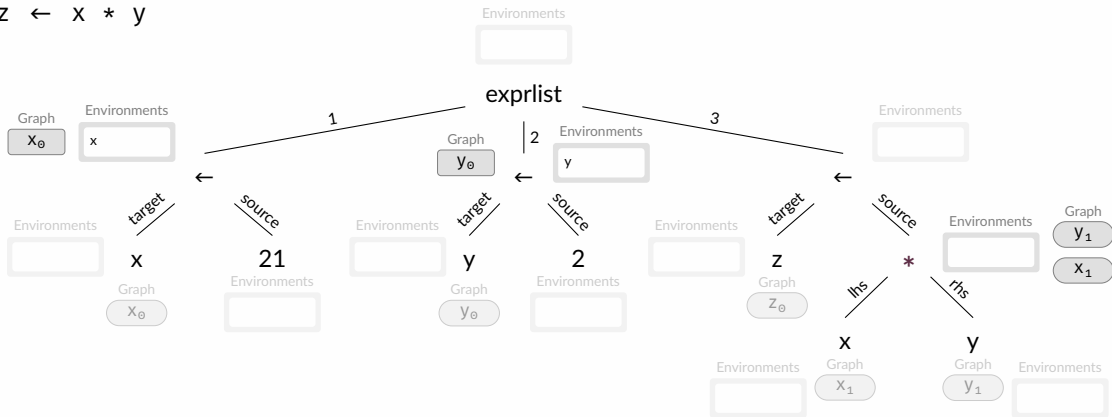 z ← x * y
Environments
exprlist
Graph
x₀
Environments
x
1
Graph
y₀
2
Environments
y
3
Environments
←
←
←
target
source
target
source
target
source
Environments
x
Graph
x₀
21
Environments
Environments
y
Graph
y₀
2
Environments
Environments
z
Graph
z₀
*
Environments
Graph
y₁
x₁
lhs
rhs
x
Environments
Graph
x₁
y
Graph
y₁
Environments